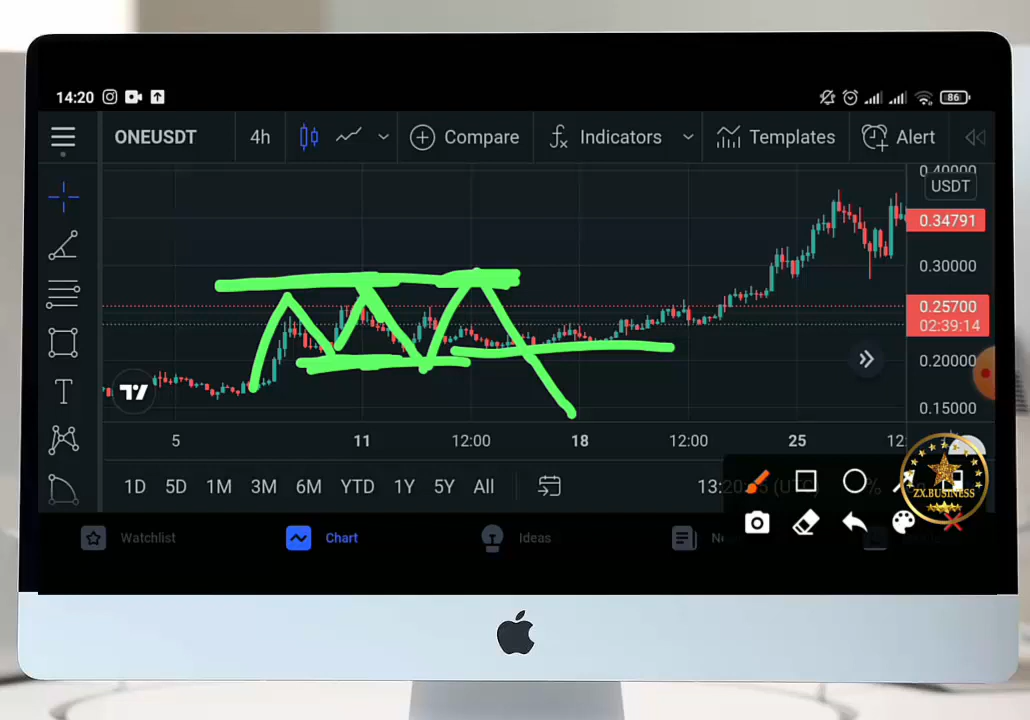 14:20
86
ONEUSDT 4h Compare Indicators Templates Alert
0.40000
USDT
0.34791
0.30000
0.25700
02:39:14
0.20000
0.15000
5 11 12:00 18 12:00 25 12:
1D 5D 1M 3M 6M YTD 1Y 5Y All
%
ZX.BUSINESS
Watchlist Chart Ideas